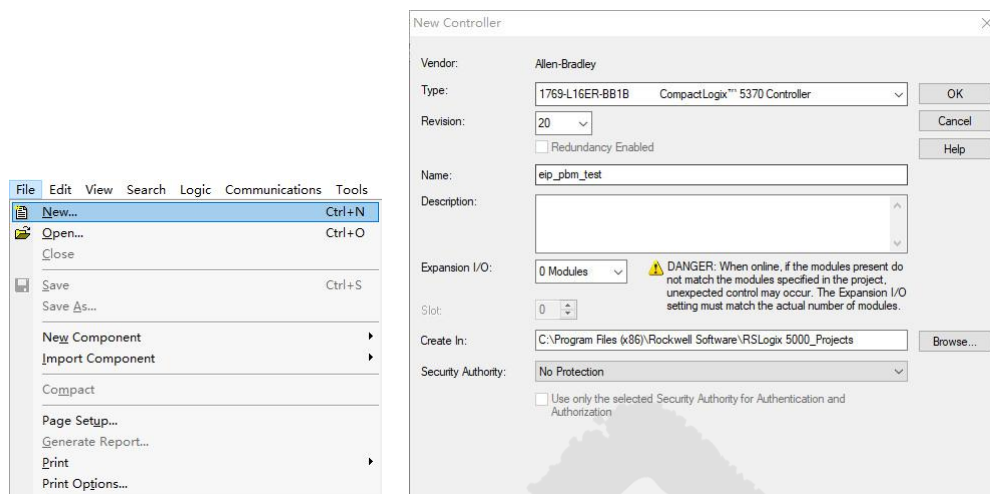 File Edit View Search Logic Communications Tools
New... Ctrl+N
Open... Ctrl+O
Close
Save Ctrl+S
Save As...
New Component
Import Component
Compact
Page Setup...
Generate Report...
Print
Print Options...
New Controller
Vendor: Allen-Bradley
Type: 1769-L16ER-BB1B CompactLogix™ 5370 Controller OK
Revision: 20 Cancel
Redundancy Enabled Help
Name: eip_pbm_test
Description:
Expansion I/O: 0 Modules DANGER: When online, if the modules present do
not match the modules specified in the project,
unexpected control may occur. The Expansion I/O
setting must match the actual number of modules.
Slot: 0
Create In: C:\Program Files (x86)\Rockwell Software\RSLogix 5000_Projects Browse...
Security Authority: No Protection
Use only the selected Security Authority for Authentication and
Authorization